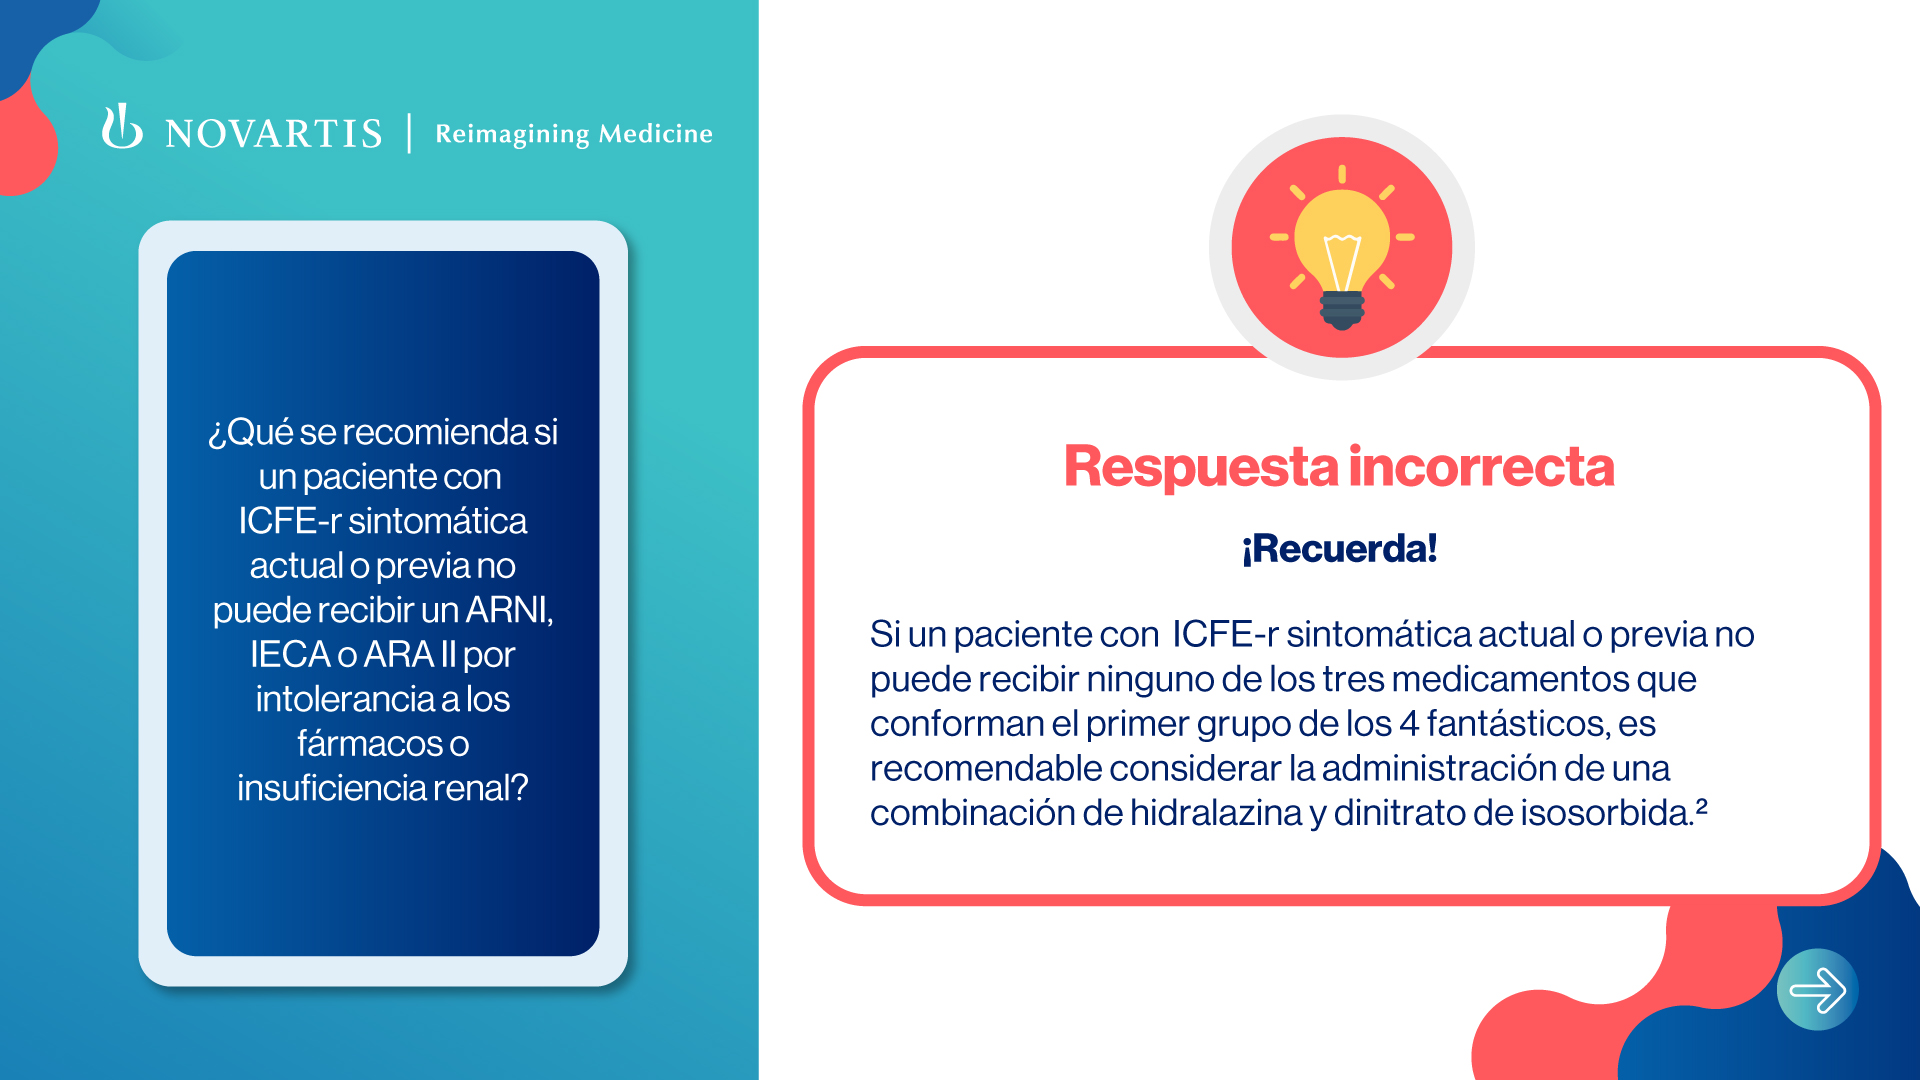 NOVARTIS | Reimagining Medicine
¿Qué se recomienda si
un paciente con
ICFE-r sintomática
actual o previa no
puede recibir un ARNI,
IECA o ARA II por
intolerancia a los
fármacos o
insuficiencia renal?
Respuesta incorrecta
¡Recuerda!
Si un paciente con  ICFE-r sintomática actual o previa no
puede recibir ninguno de los tres medicamentos que
conforman el primer grupo de los 4 fantásticos, es
recomendable considerar la administración de una
combinación de hidralazina y dinitrato de isosorbida.²